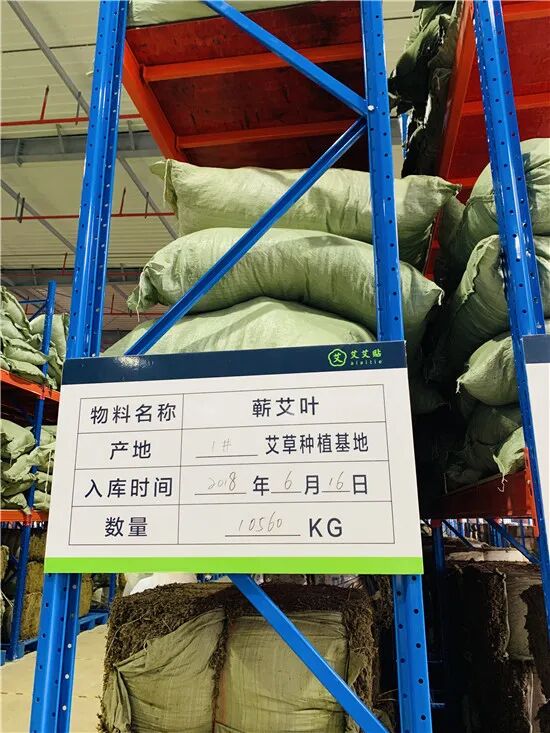 艾 艾艾贴
aiaitie
物料名称 蕲艾叶
产地 1# 艾草种植基地
入库时间 2018 年 6 月 16 日
数量 10560 KG